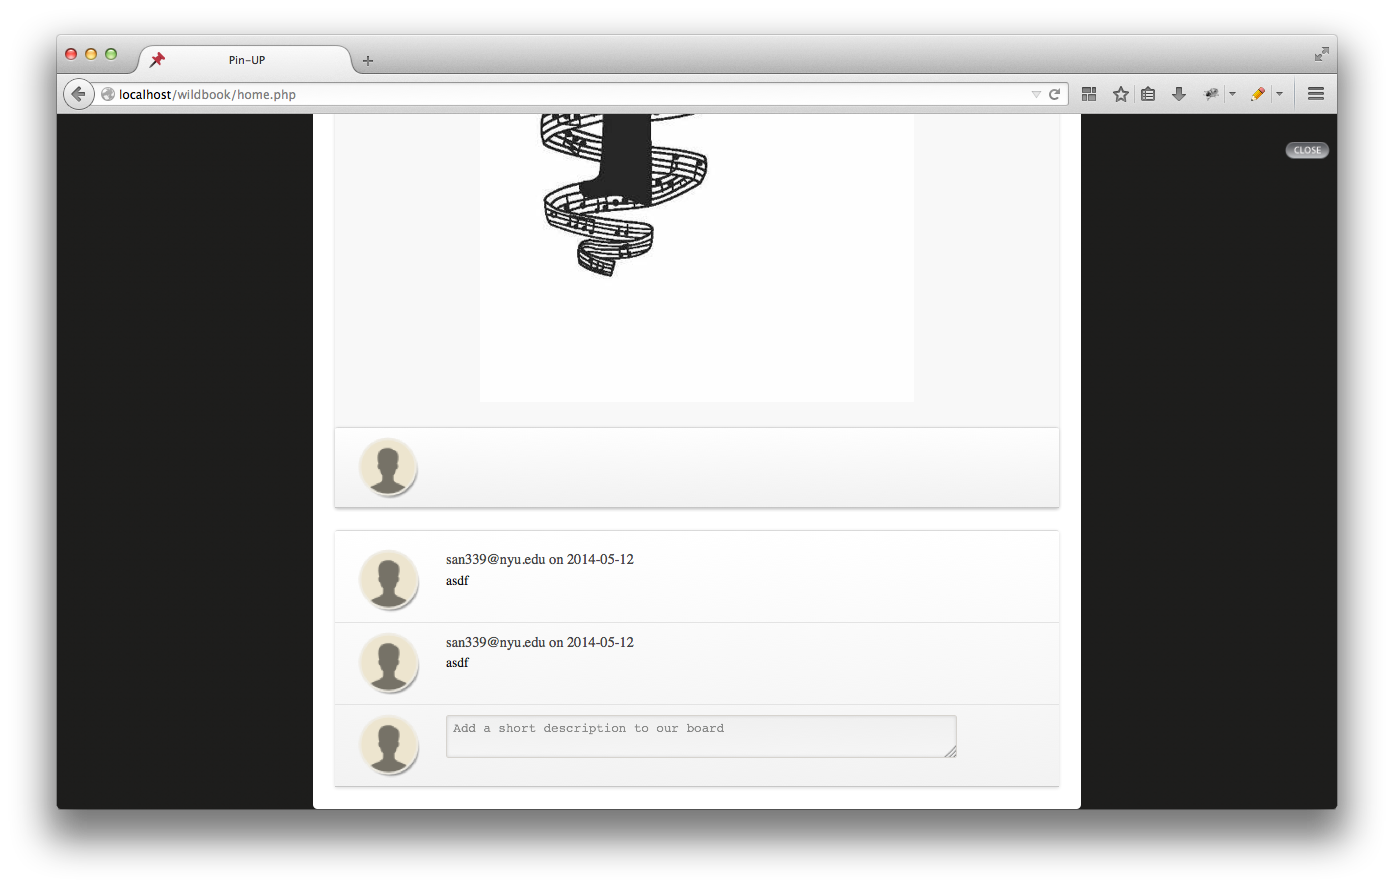 Pin-UP
localhost/wildbook/home.php
CLOSE
san339@nyu.edu on 2014-05-12
asdf
san339@nyu.edu on 2014-05-12
asdf
Add a short description to our board